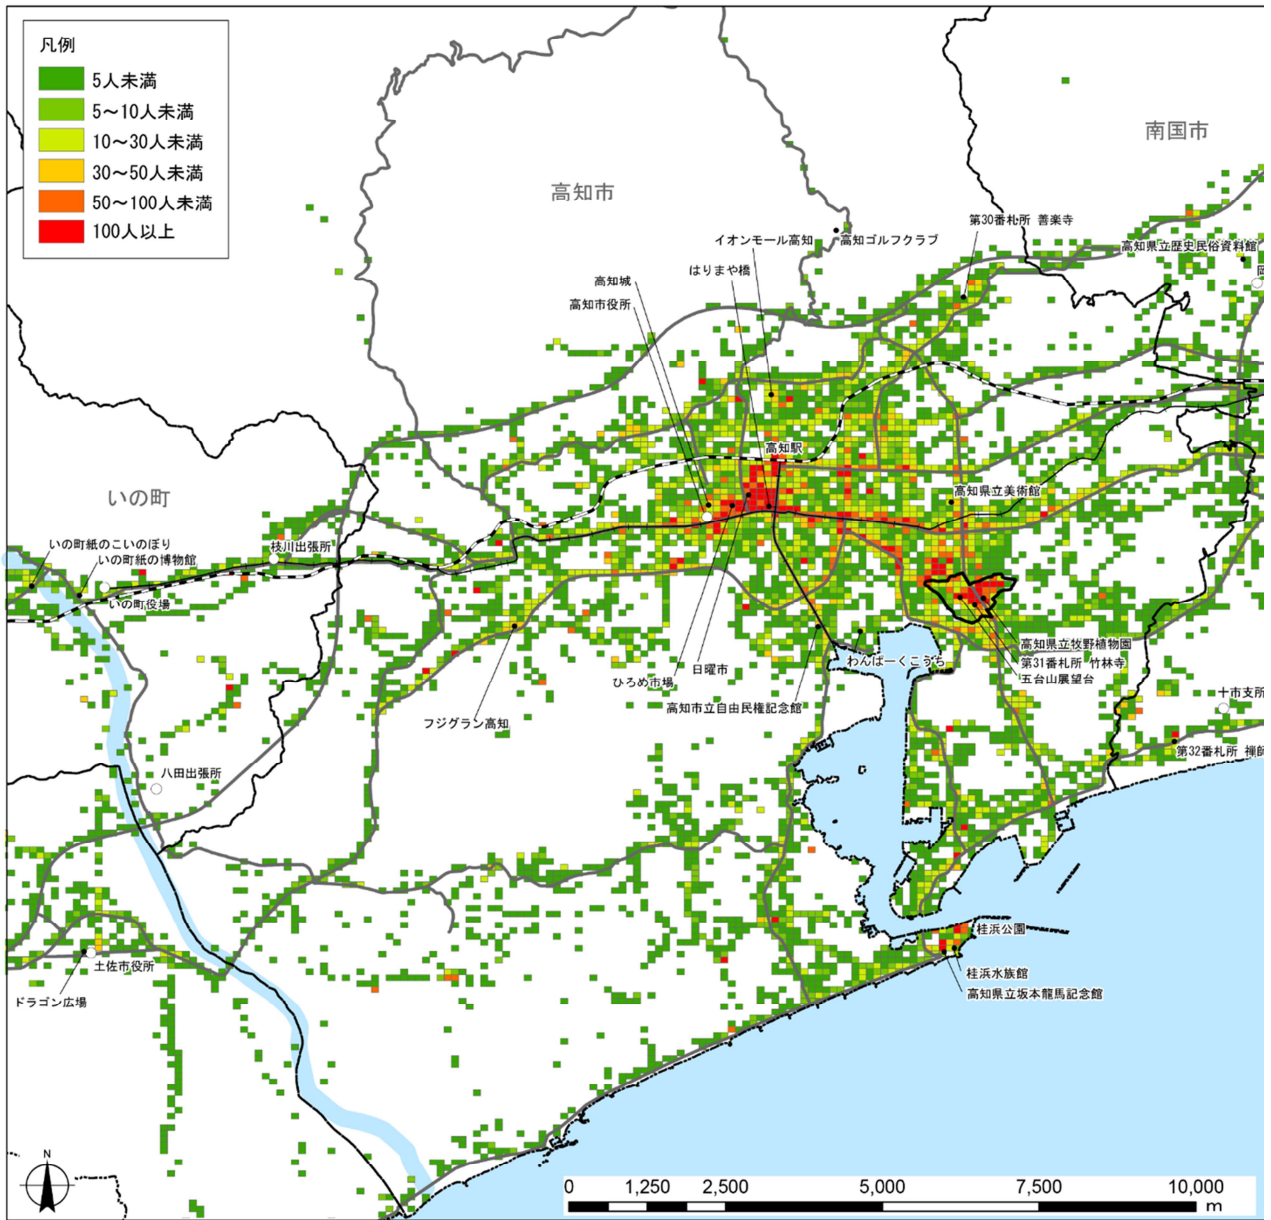 凡例
5人未満
5～10人未満
10～30人未満
30～50人未満
50～100人未満
100人以上
南国市
高知市
第30番札所 善楽寺
イオンモール高知
高知ゴルフクラブ
高知県立歴史民俗資料館
はりまや橋
岡
高知城
高知市役所
高知駅
いの町
高知県立美術館
いの町紙のこいのぼり
枝川出張所
いの町紙の博物館
いの町役場
高知県立牧野植物園
わんぱーくこうち
第31番札所 竹林寺
日曜市
五台山展望台
ひろめ市場
十市支所
高知市立自由民権記念館
フジグラン高知
第32番札所 禅師
八田出張所
桂浜公園
土佐市役所
桂浜水族館
高知県立坂本龍馬記念館
ドラゴン広場
N
0 1,250 2,500 5,000 7,500 10,000
m